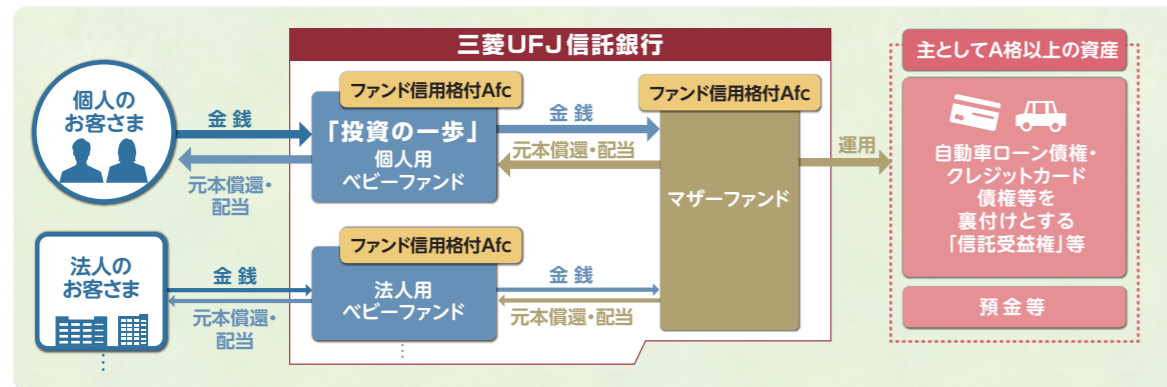 三菱UFJ信託銀行
個人の
お客さま
金銭
元本償還・
配当
ファンド信用格付Afc
「投資の一歩」
個人用
ベビーファンド
金銭
元本償還・配当
ファンド信用格付Afc
マザーファンド
運用
主としてA格以上の資産
自動車ローン債権・
クレジットカード
債権等を
裏付けとする
「信託受益権」等
預金等
法人の
お客さま
金銭
元本償還・
配当
ファンド信用格付Afc
法人用
ベビーファンド
金銭
元本償還・配当